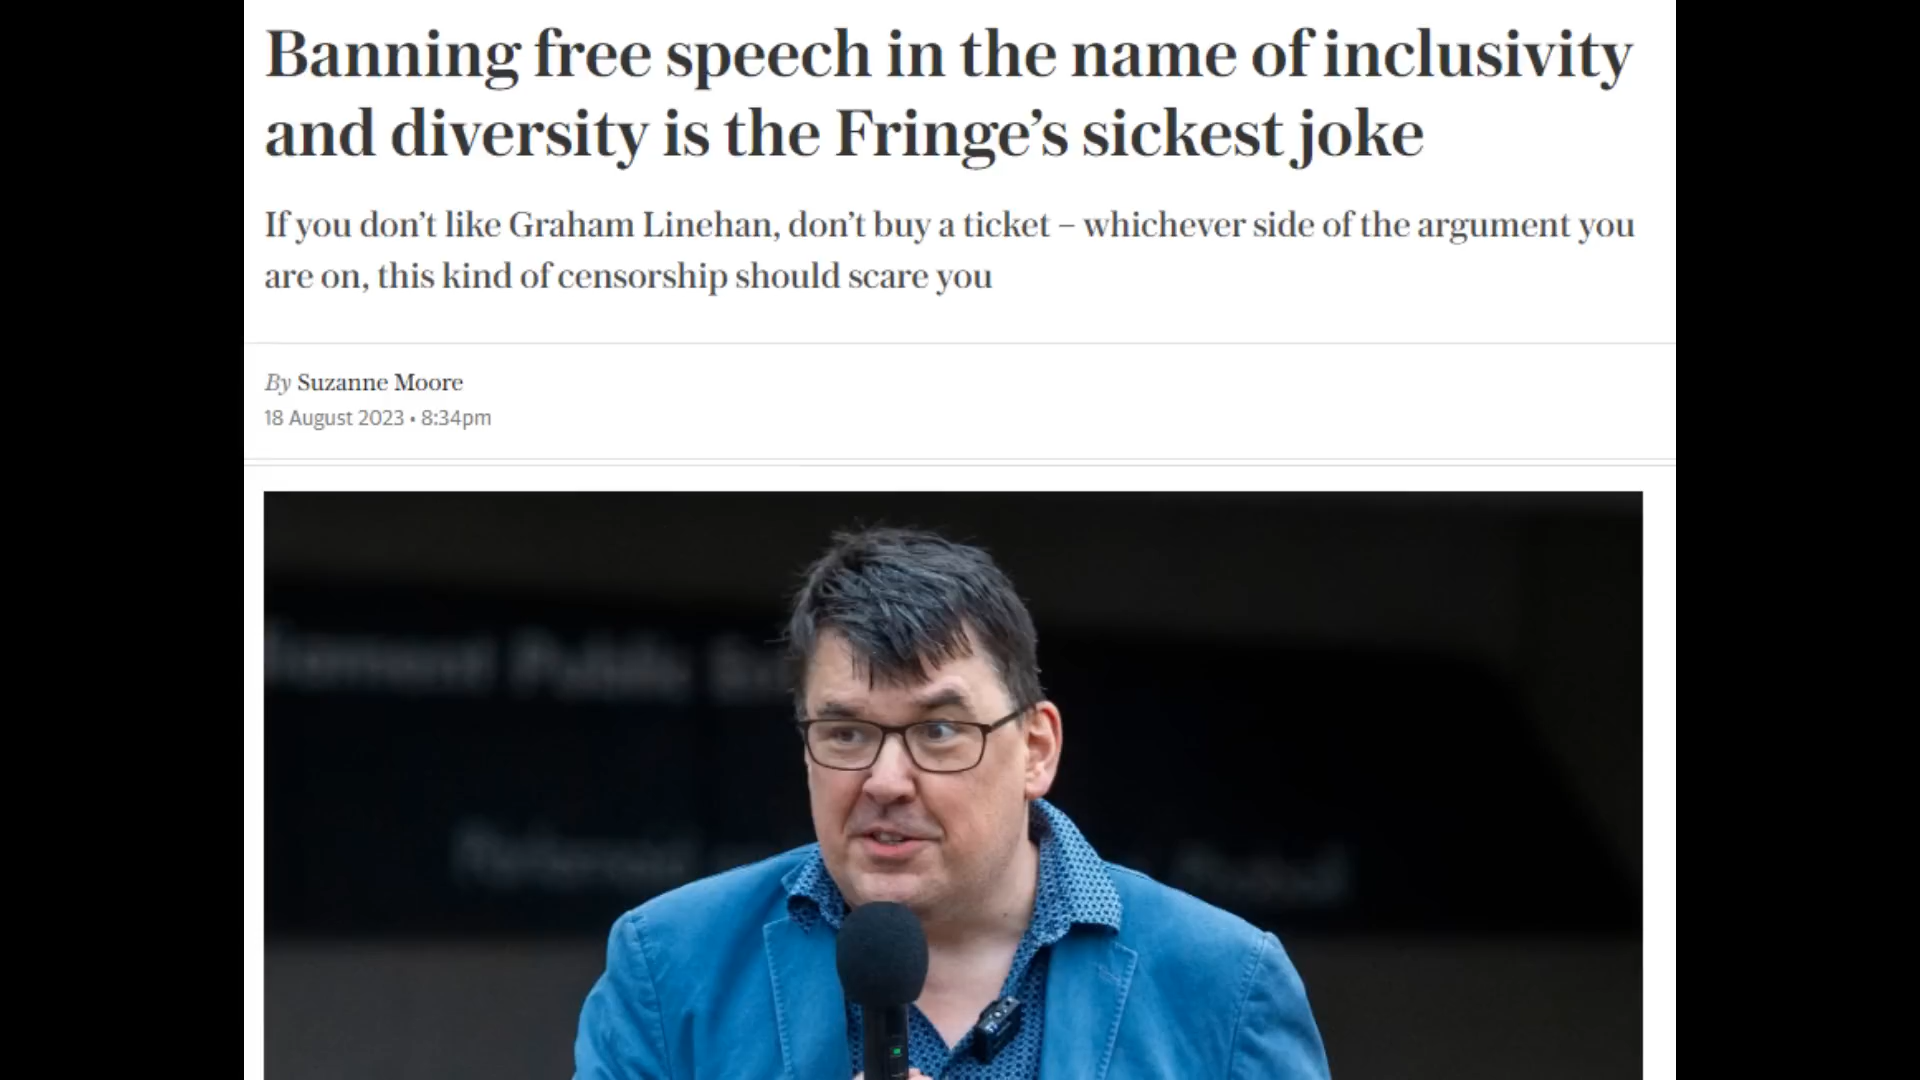 Banning free speech in the name of inclusivity
and diversity is the Fringe's sickest joke
If you don't like Graham Linehan, don't buy a ticket – whichever side of the argument you
are on, this kind of censorship should scare you
By Suzanne Moore
18 August 2023 • 8:34pm
Public